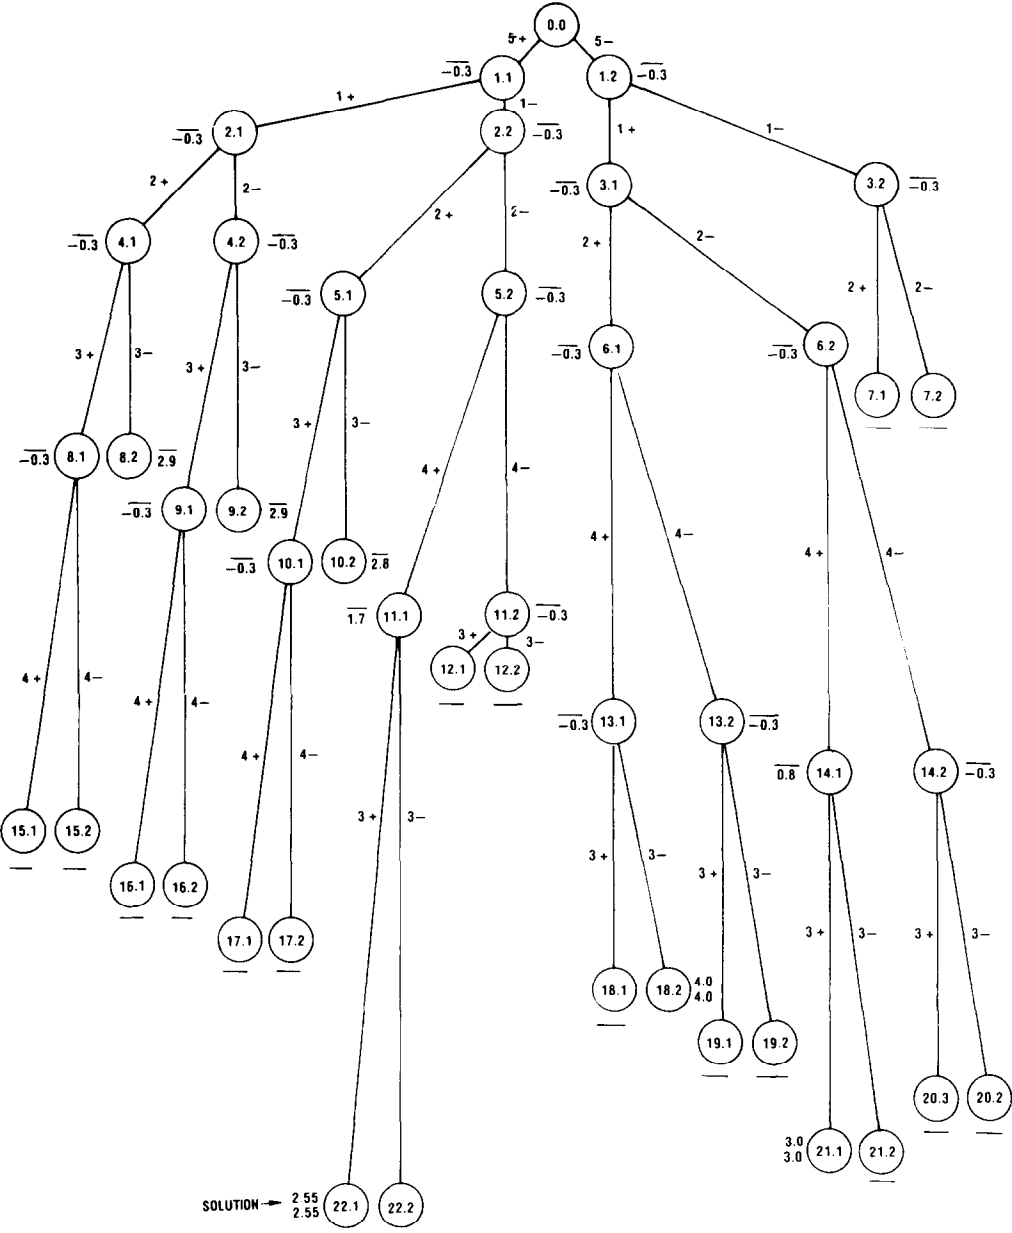 0.0
5+ 5−
−0.3 1.1 1.2 −0.3
1+ 1− 1+ 1−
−0.3 2.1 2.2 −0.3
2+ 2− −0.3 3.1 3.2 −0.3
2+ 2−
−0.3 4.1 4.2 −0.3 2+ 2−
−0.3 5.1 5.2 −0.3 2+ 2−
3+ 3− 3+ 3− −0.3 6.1 −0.3 6.2
7.1 7.2
3+ 3− 4+ 4−
−0.3 8.1 8.2 2.9
−0.3 9.1 9.2 2.9
4+ 4− 4+ 4−
−0.3 10.1 10.2 2.8
1.7 11.1 11.2 −0.3
3+ 3−
12.1 12.2
4+ 4− 4+ 4−
−0.3 13.1 13.2 −0.3
4+ 4− 0.8 14.1 14.2 −0.3
15.1 15.2 3+ 3−
3+ 3− 3+ 3−
16.1 16.2
17.1 17.2 3+ 3− 3+ 3−
18.1 18.2 4.0
4.0
19.1 19.2
20.3 20.2
3.0
3.0 21.1 21.2
SOLUTION → 2.55
2.55 22.1 22.2